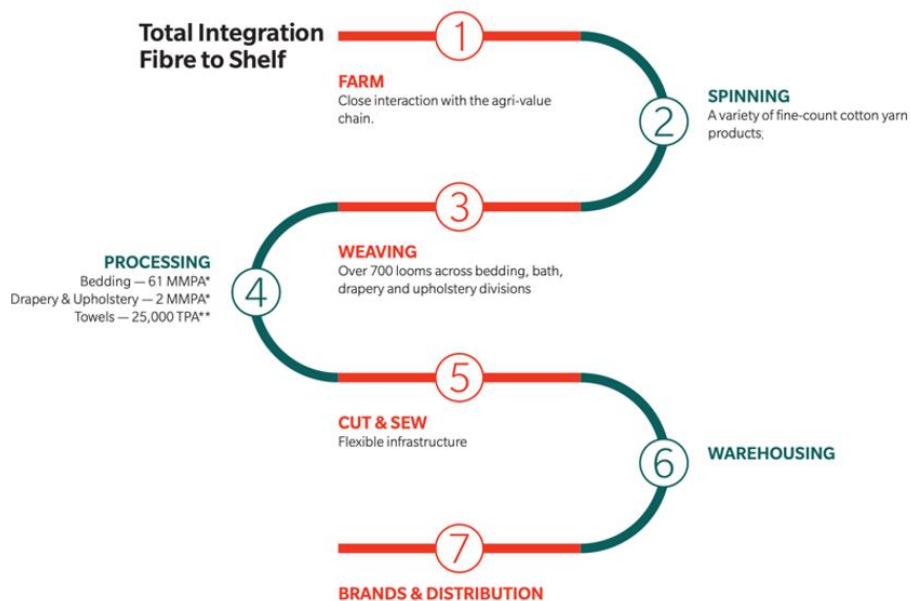 Total Integration
Fibre to Shelf
1
FARM
Close interaction with the agri-value
chain.
2
SPINNING
A variety of fine-count cotton yarn
products;
3
WEAVING
Over 700 looms across bedding, bath,
drapery and upholstery divisions
4
PROCESSING
Bedding — 61 MMPA*
Drapery & Upholstery — 2 MMPA*
Towels — 25,000 TPA**
5
CUT & SEW
Flexible infrastructure
6
WAREHOUSING
7
BRANDS & DISTRIBUTION